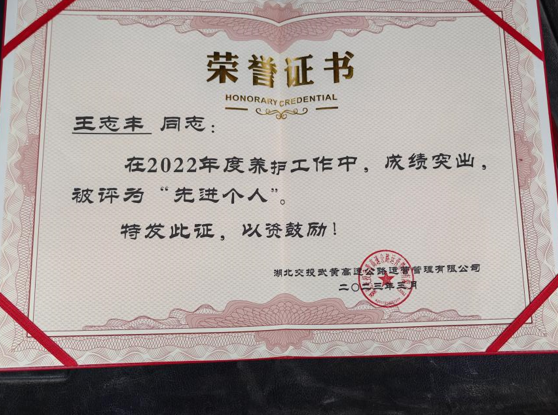 荣誉证书
HONORARY CREDENTIAL
王志丰 同志：
在2022年度养护工作中，成绩突出，
被评为“先进个人”。
特发此证，以资鼓励！
湖北交投武黄高速公路运营管理有限公司
二〇二三年三月